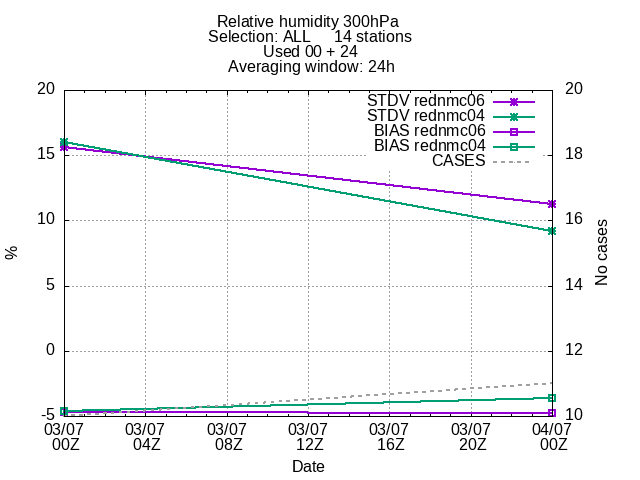 Relative humidity 300hPa
Selection: ALL 14 stations
Used 00 + 24
Averaging window: 24h
STDV rednmc06
STDV rednmc04
BIAS rednmc06
BIAS rednmc04
CASES
20
15
10
5
0
-5
%
20
18
16
14
12
10
No cases
03/07 03/07 03/07 03/07 03/07 03/07 04/07
00Z 04Z 08Z 12Z 16Z 20Z 00Z
Date